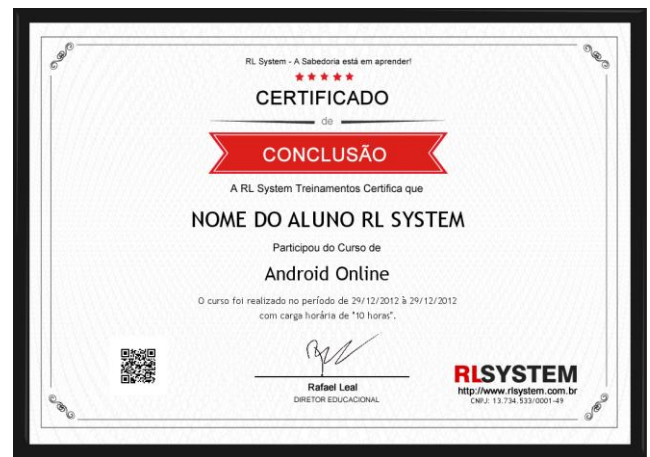 RL System - A Sabedoria está em aprender!
CERTIFICADO
de
CONCLUSÃO
A RL System Treinamentos Certifica que
NOME DO ALUNO RL SYSTEM
Participou do Curso de
Android Online
O curso foi realizado no período de 29/12/2012 à 29/12/2012
com carga horária de "10 horas".
Rafael Leal
DIRETOR EDUCACIONAL
RLSYSTEM
http://www.rlsystem.com.br
CNPJ: 13.734.533/0001-49